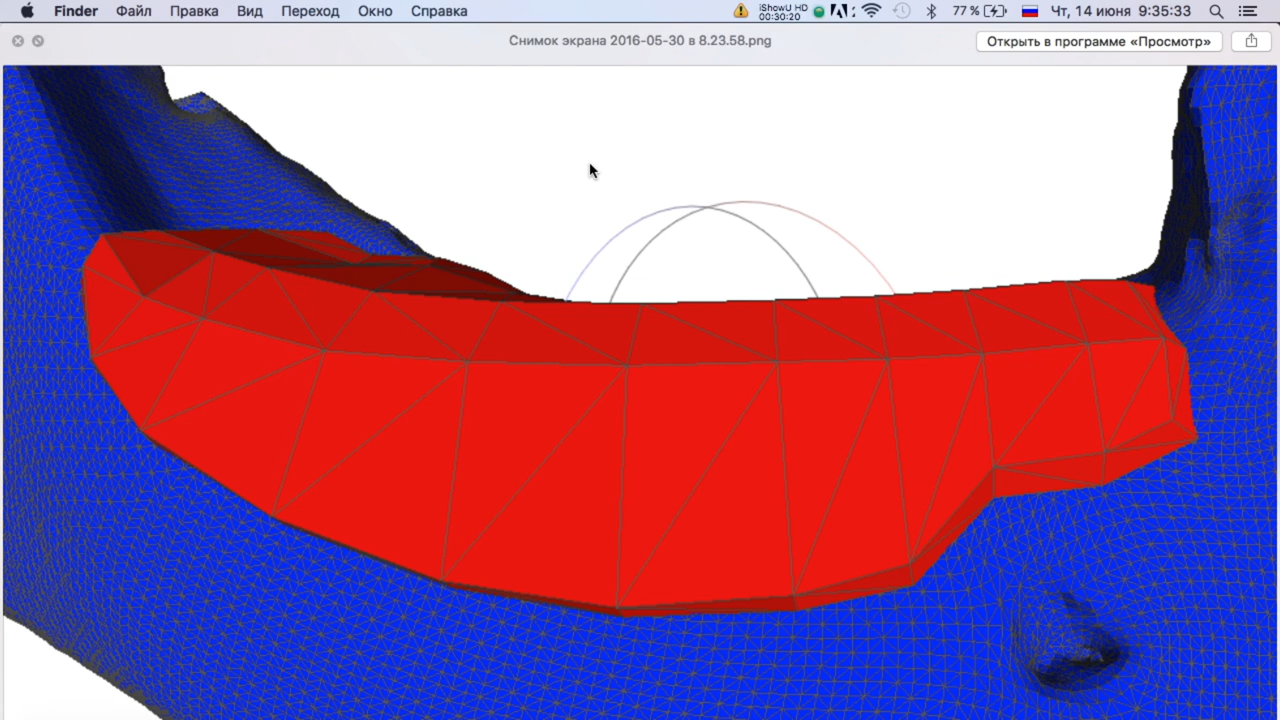 Finder Файл Правка Вид Переход Окно Справка iShowU HD 00:30:20 77 % Чт, 14 июня 9:35:33
Снимок экрана 2016-05-30 в 8.23.58.png Открыть в программе «Просмотр»